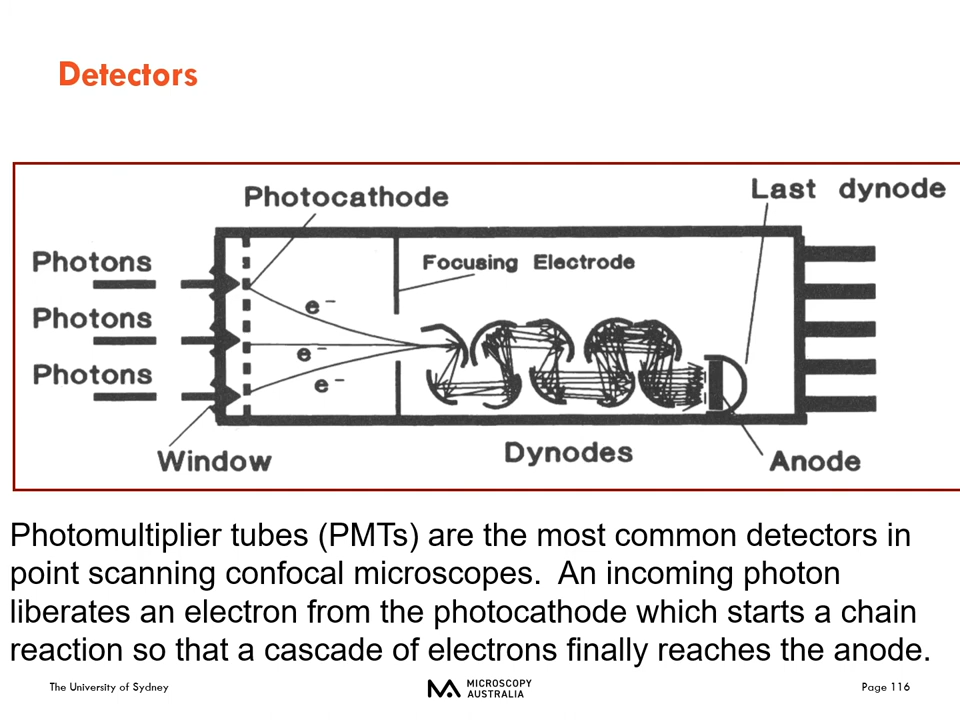 Detectors
Photocathode
Last dynode
Photons
Focusing Electrode
e⁻
Photons
e⁻
Photons
e⁻
Window
Dynodes
Anode
Photomultiplier tubes (PMTs) are the most common detectors in
point scanning confocal microscopes. An incoming photon
liberates an electron from the photocathode which starts a chain
reaction so that a cascade of electrons finally reaches the anode.
The University of Sydney
MICROSCOPY
AUSTRALIA
Page 116